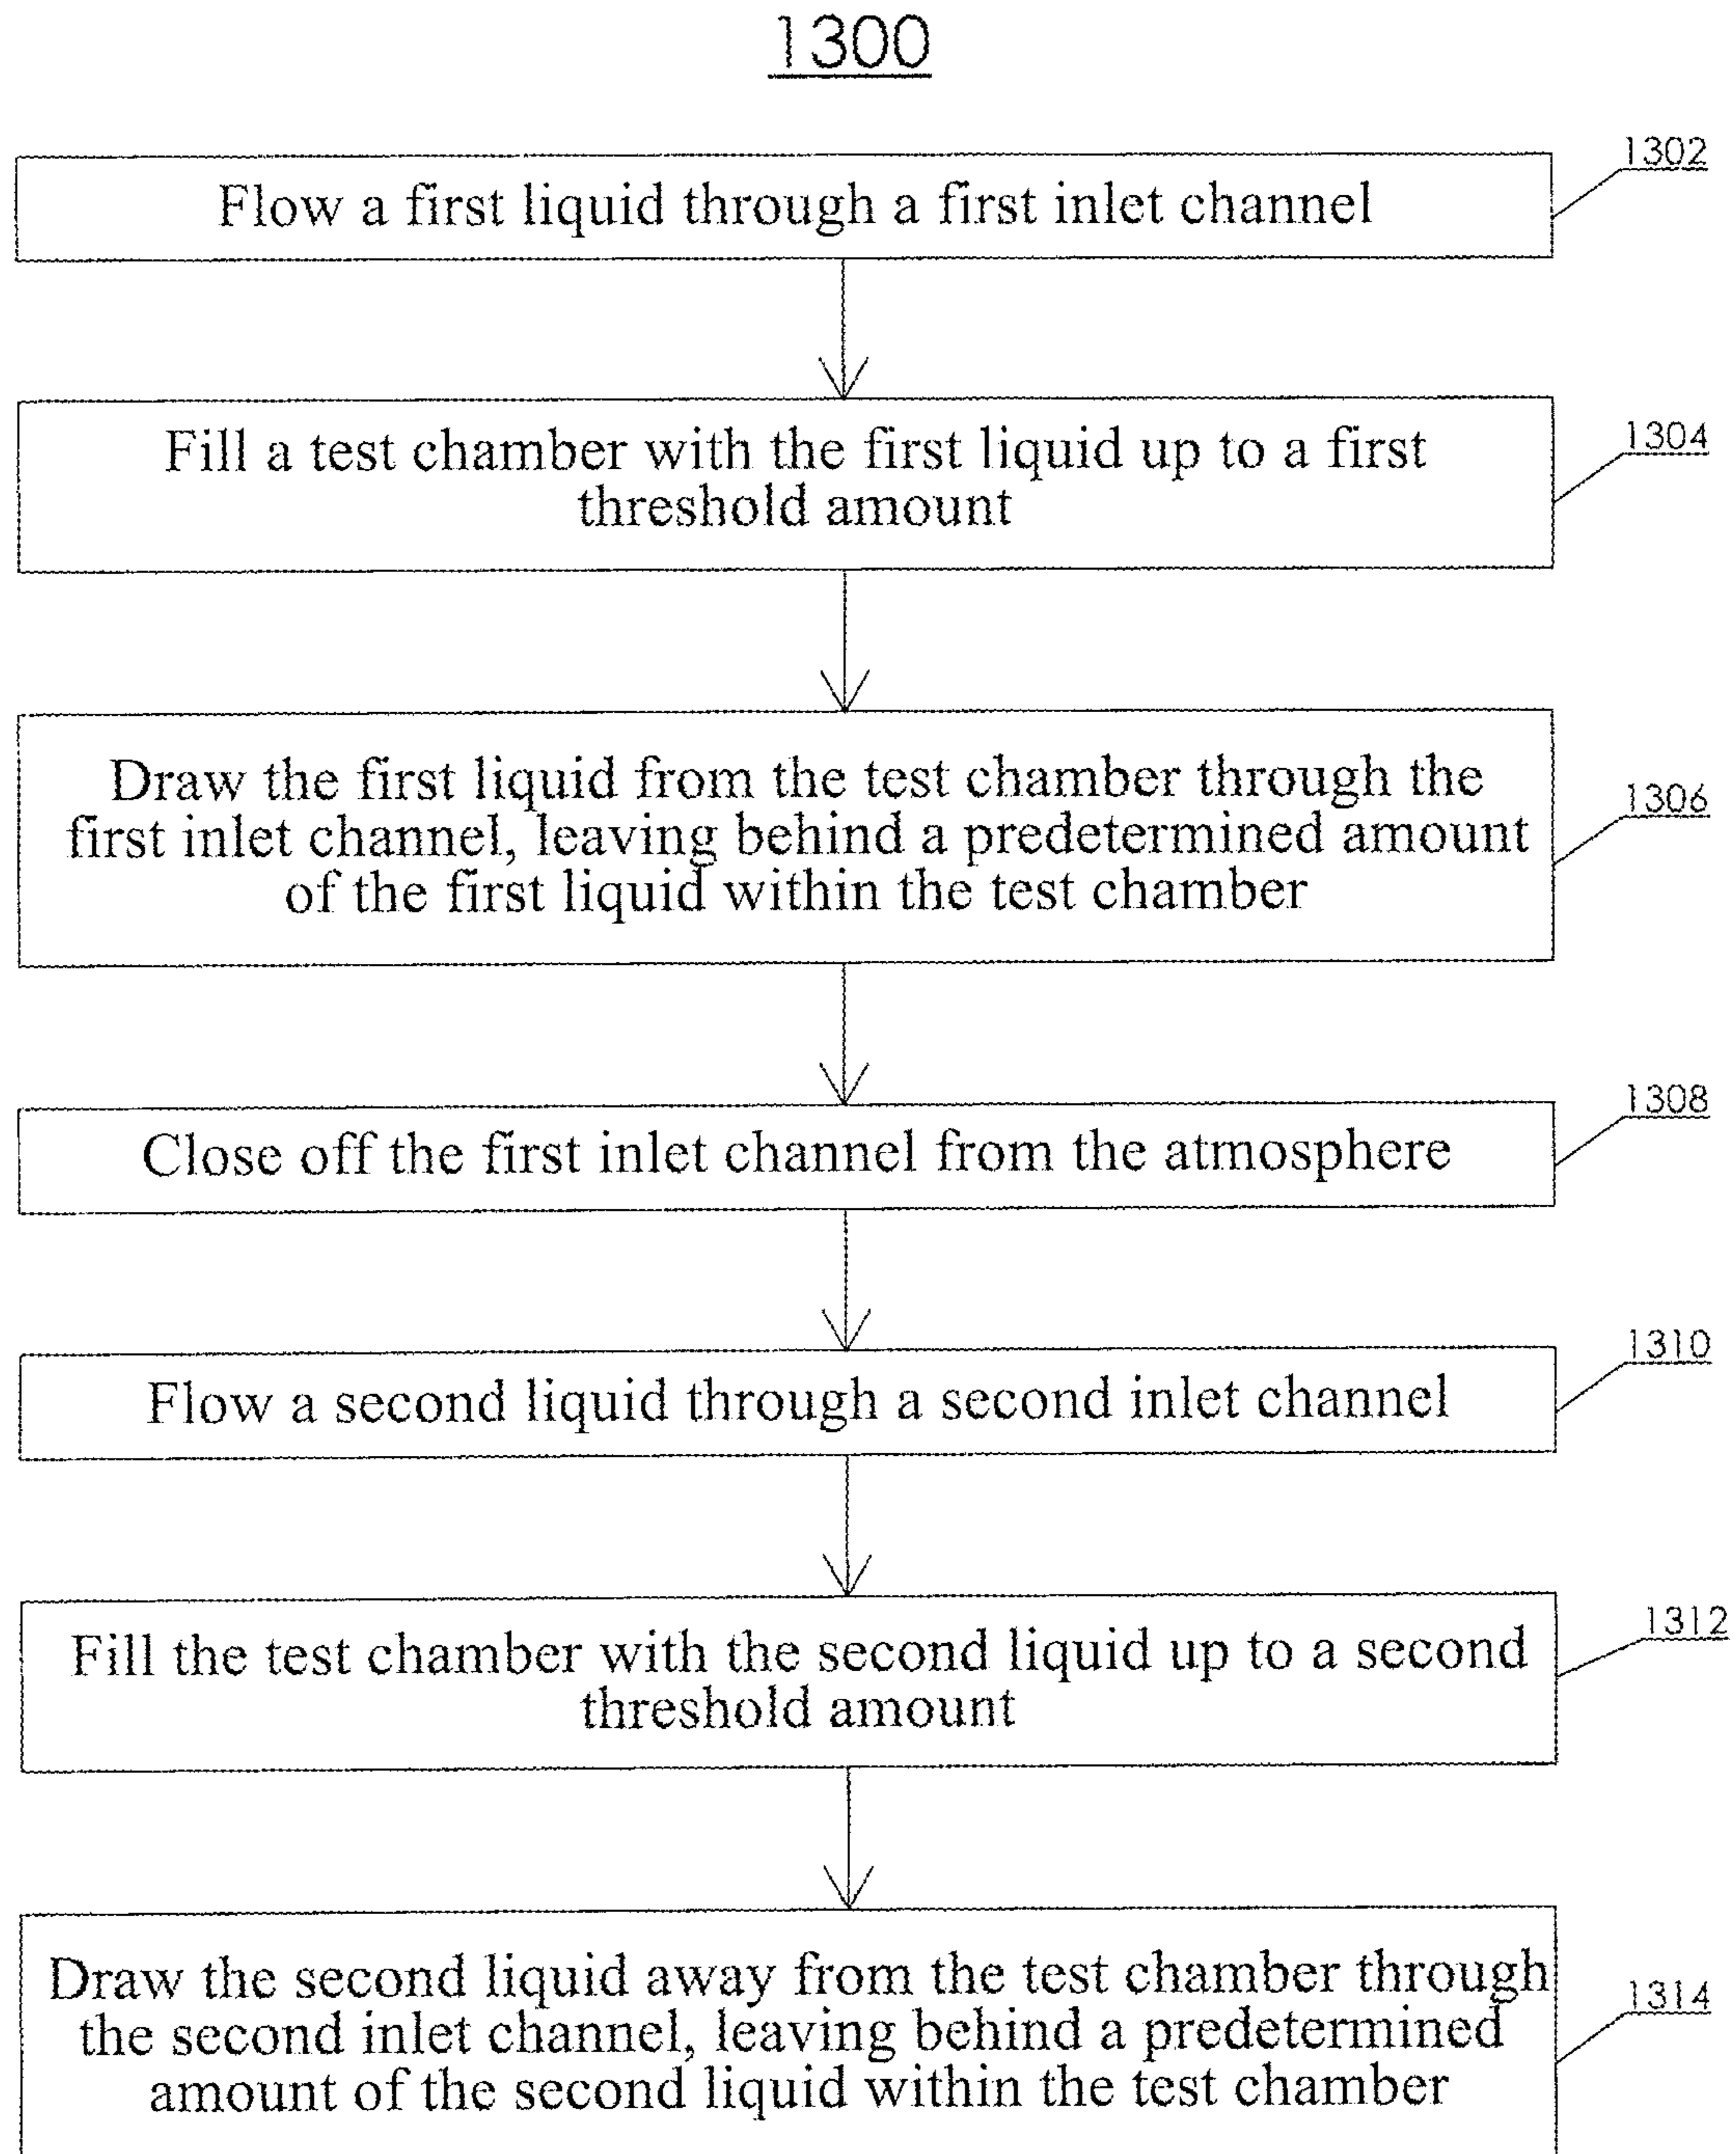 1300
1302
Flow a first liquid through a first inlet channel
1304
Fill a test chamber with the first liquid up to a first
threshold amount
Draw the first liquid from the test chamber through the
1306
first inlet channel, leaving behind a predetermined amount
of the first liquid within the test chamber
1308
Close off the first inlet channel from the atmosphere
1310
Flow a second liquid through a second inlet channel
1312
Fill the test chamber with the second liquid up to a second
threshold amount
Draw the second liquid away from the test chamber through
1314
the second inlet channel, leaving behind a predetermined
amount of the second liquid within the test chamber